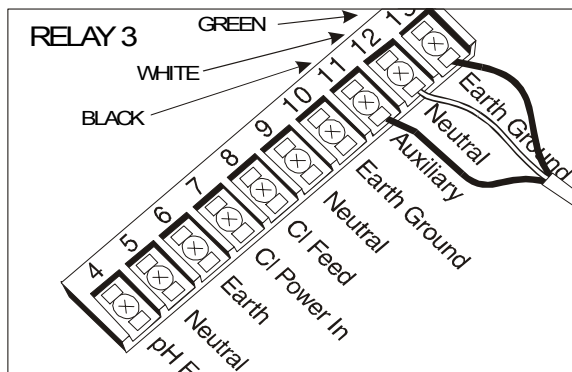 RELAY 3
GREEN
WHITE
BLACK
4
5
6
7
8
9
10
11
12
pH
Neutral
Earth
Cl Power In
Cl Feed
Neutral
Earth Ground
Auxiliary
Neutral
Earth Ground